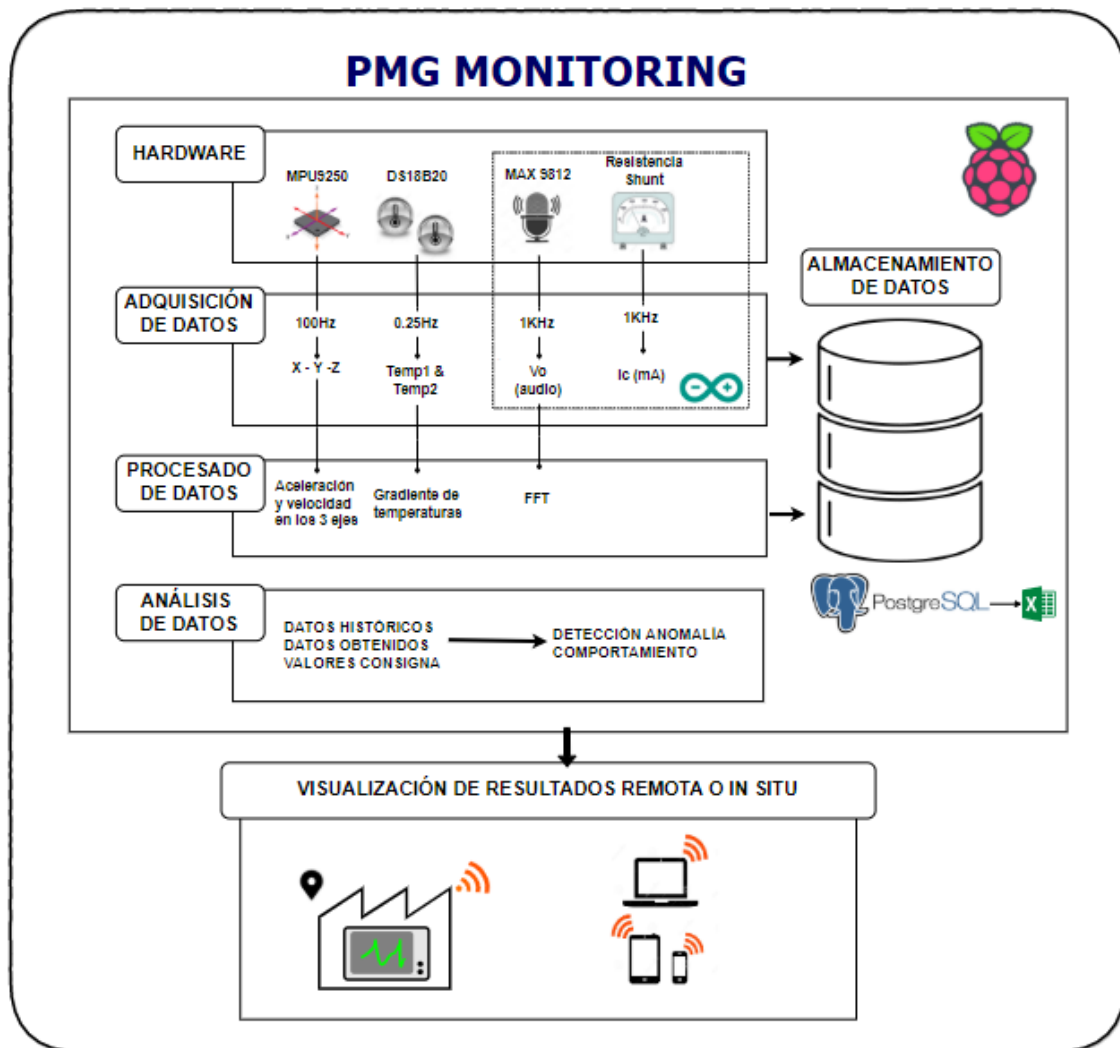 PMG MONITORING
HARDWARE
MPU9250
DS18B20
MAX 9812
Resistencia
Shunt
ADQUISICIÓN
DE DATOS
100Hz
0.25Hz
1KHz
1KHz
X - Y -Z
Temp1 &
Temp2
Vo
(audio)
Ic (mA)
ALMACENAMIENTO
DE DATOS
PROCESADO
DE DATOS
Aceleración
y velocidad
en los 3 ejes
Gradiente de
temperaturas
FFT
PostgreSQL
X
ANÁLISIS
DE DATOS
DATOS HISTÓRICOS
DATOS OBTENIDOS
VALORES CONSIGNA
DETECCIÓN ANOMALÍA
COMPORTAMIENTO
VISUALIZACIÓN DE RESULTADOS REMOTA O IN SITU